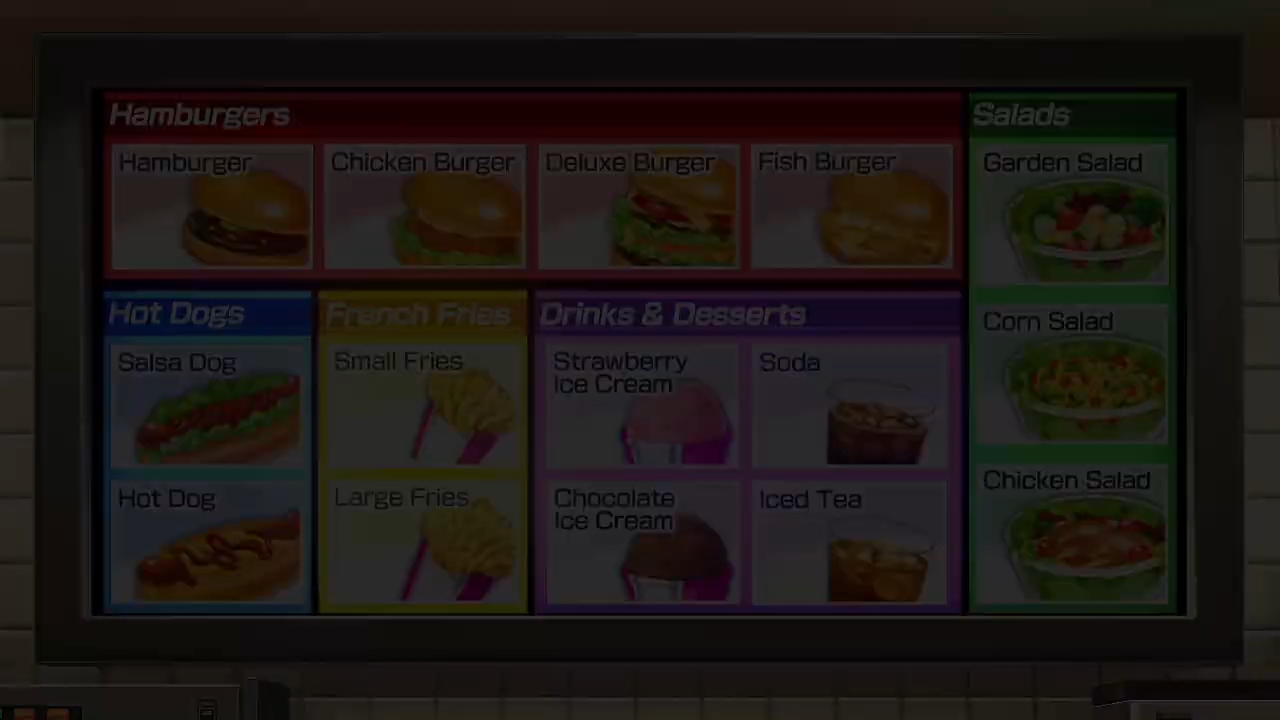 Hamburgers
Hamburger
Chicken Burger
Deluxe Burger
Fish Burger
Salads
Garden Salad
Corn Salad
Chicken Salad
Hot Dogs
Salsa Dog
Hot Dog
French Fries
Small Fries
Large Fries
Drinks & Desserts
Strawberry
Ice Cream
Soda
Chocolate
Ice Cream
Iced Tea